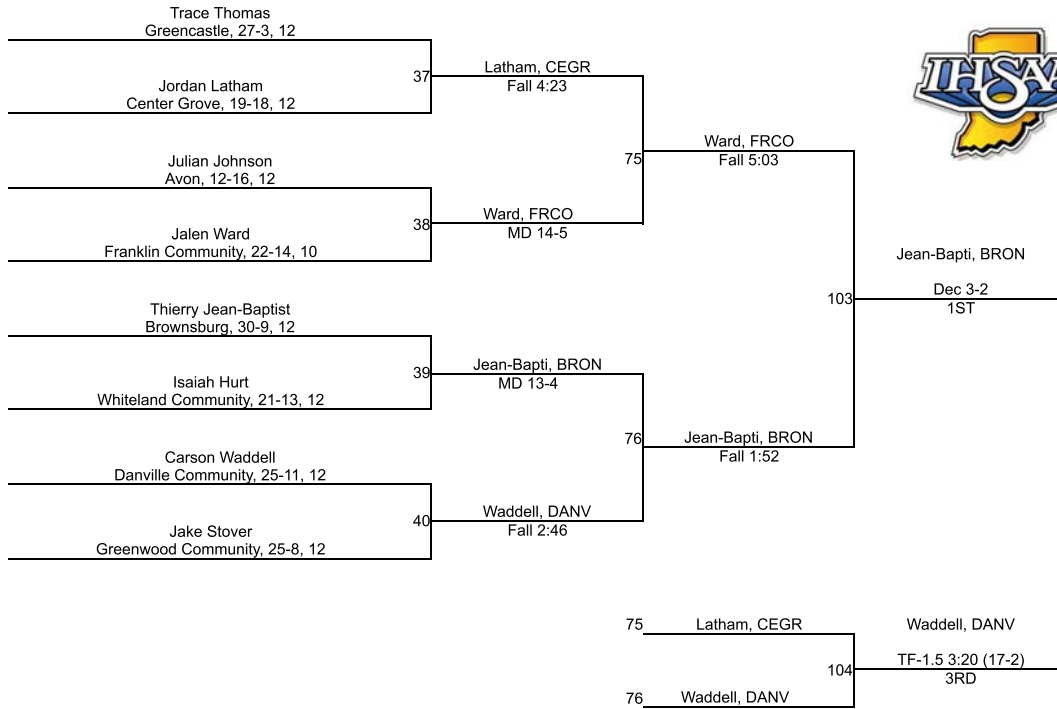 Trace Thomas
Greencastle, 27-3, 12
37
Jordan Latham
Center Grove, 19-18, 12
Latham, CEGR
Fall 4:23
Julian Johnson
Avon, 12-16, 12
38
Jalen Ward
Franklin Community, 22-14, 10
Ward, FRCO
MD 14-5
75
Ward, FRCO
Fall 5:03
Thierry Jean-Baptist
Brownsburg, 30-9, 12
39
Isaiah Hurt
Whiteland Community, 21-13, 12
Jean-Bapti, BRON
MD 13-4
Carson Waddell
Danville Community, 25-11, 12
40
Jake Stover
Greenwood Community, 25-8, 12
Waddell, DANV
Fall 2:46
76
Jean-Bapti, BRON
Fall 1:52
103
Jean-Bapti, BRON
Dec 3-2
1ST
75
Latham, CEGR
76
Waddell, DANV
104
Waddell, DANV
TF-1.5 3:20 (17-2)
3RD
IHSAA